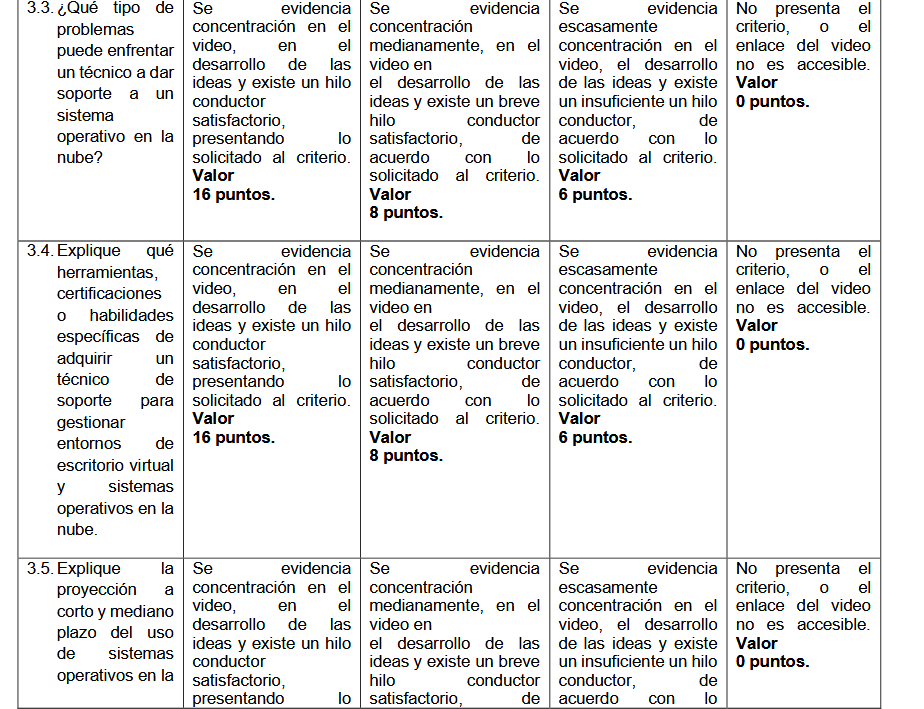 3.3. ¿Qué tipo de
problemas
puede enfrentar
un técnico a dar
soporte a un
sistema
operativo en la
nube?
Se evidencia
concentración en el
video, en el
desarrollo de las
ideas y existe un hilo
conductor
satisfactorio,
presentando lo
solicitado al criterio.
Valor
16 puntos.
Se evidencia
concentración
medianamente, en el
video en
el desarrollo de las
ideas y existe un breve
hilo conductor
satisfactorio, de
acuerdo con lo
solicitado al criterio.
Valor
8 puntos.
Se evidencia
escasamente
concentración en el
video, el desarrollo
de las ideas y existe
un insuficiente un hilo
conductor, de
acuerdo con lo
solicitado al criterio.
Valor
6 puntos.
No presenta el
criterio, o el
enlace del video
no es accesible.
Valor
0 puntos.
3.4. Explique qué
herramientas,
certificaciones
o habilidades
específicas de
adquirir un
técnico de
soporte para
gestionar
entornos de
escritorio virtual
y sistemas
operativos en la
nube.
Se evidencia
concentración en el
video, en el
desarrollo de las
ideas y existe un hilo
conductor
satisfactorio,
presentando lo
solicitado al criterio.
Valor
16 puntos.
Se evidencia
concentración
medianamente, en el
video en
el desarrollo de las
ideas y existe un breve
hilo conductor
satisfactorio, de
acuerdo con lo
solicitado al criterio.
Valor
8 puntos.
Se evidencia
escasamente
concentración en el
video, el desarrollo
de las ideas y existe
un insuficiente un hilo
conductor, de
acuerdo con lo
solicitado al criterio.
Valor
6 puntos.
No presenta el
criterio, o el
enlace del video
no es accesible.
Valor
0 puntos.
3.5. Explique la
proyección a
corto y mediano
plazo del uso
de sistemas
operativos en la
Se evidencia
concentración en el
video, en el
desarrollo de las
ideas y existe un hilo
conductor
satisfactorio,
presentando lo
Se evidencia
concentración
medianamente, en el
video en
el desarrollo de las
ideas y existe un breve
hilo conductor
satisfactorio, de
Se evidencia
escasamente
concentración en el
video, el desarrollo
de las ideas y existe
un insuficiente un hilo
conductor, de
acuerdo con lo
No presenta el
criterio, o el
enlace del video
no es accesible.
Valor
0 puntos.